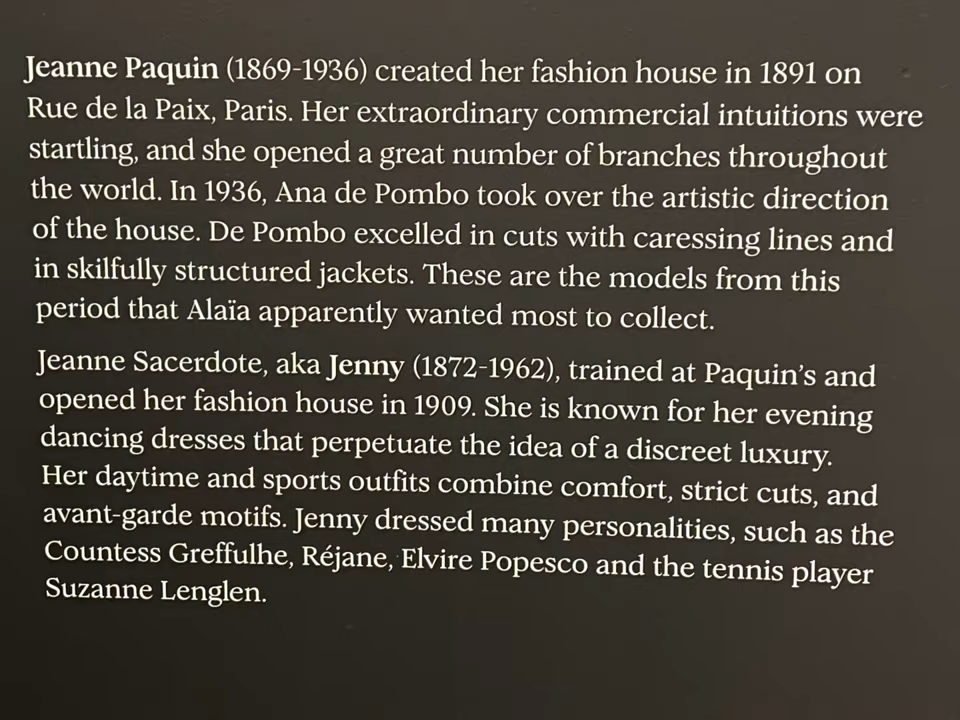 Jeanne Paquin (1869-1936) created her fashion house in 1891 on
Rue de la Paix, Paris. Her extraordinary commercial intuitions were
startling, and she opened a great number of branches throughout
the world. In 1936, Ana de Pombo took over the artistic direction
of the house. De Pombo excelled in cuts with caressing lines and
in skilfully structured jackets. These are the models from this
period that Alaïa apparently wanted most to collect.
Jeanne Sacerdote, aka Jenny (1872-1962), trained at Paquin's and
opened her fashion house in 1909. She is known for her evening
dancing dresses that perpetuate the idea of a discreet luxury.
Her daytime and sports outfits combine comfort, strict cuts, and
avant-garde motifs. Jenny dressed many personalities, such as the
Countess Greffulhe, Réjane, Elvire Popesco and the tennis player
Suzanne Lenglen.